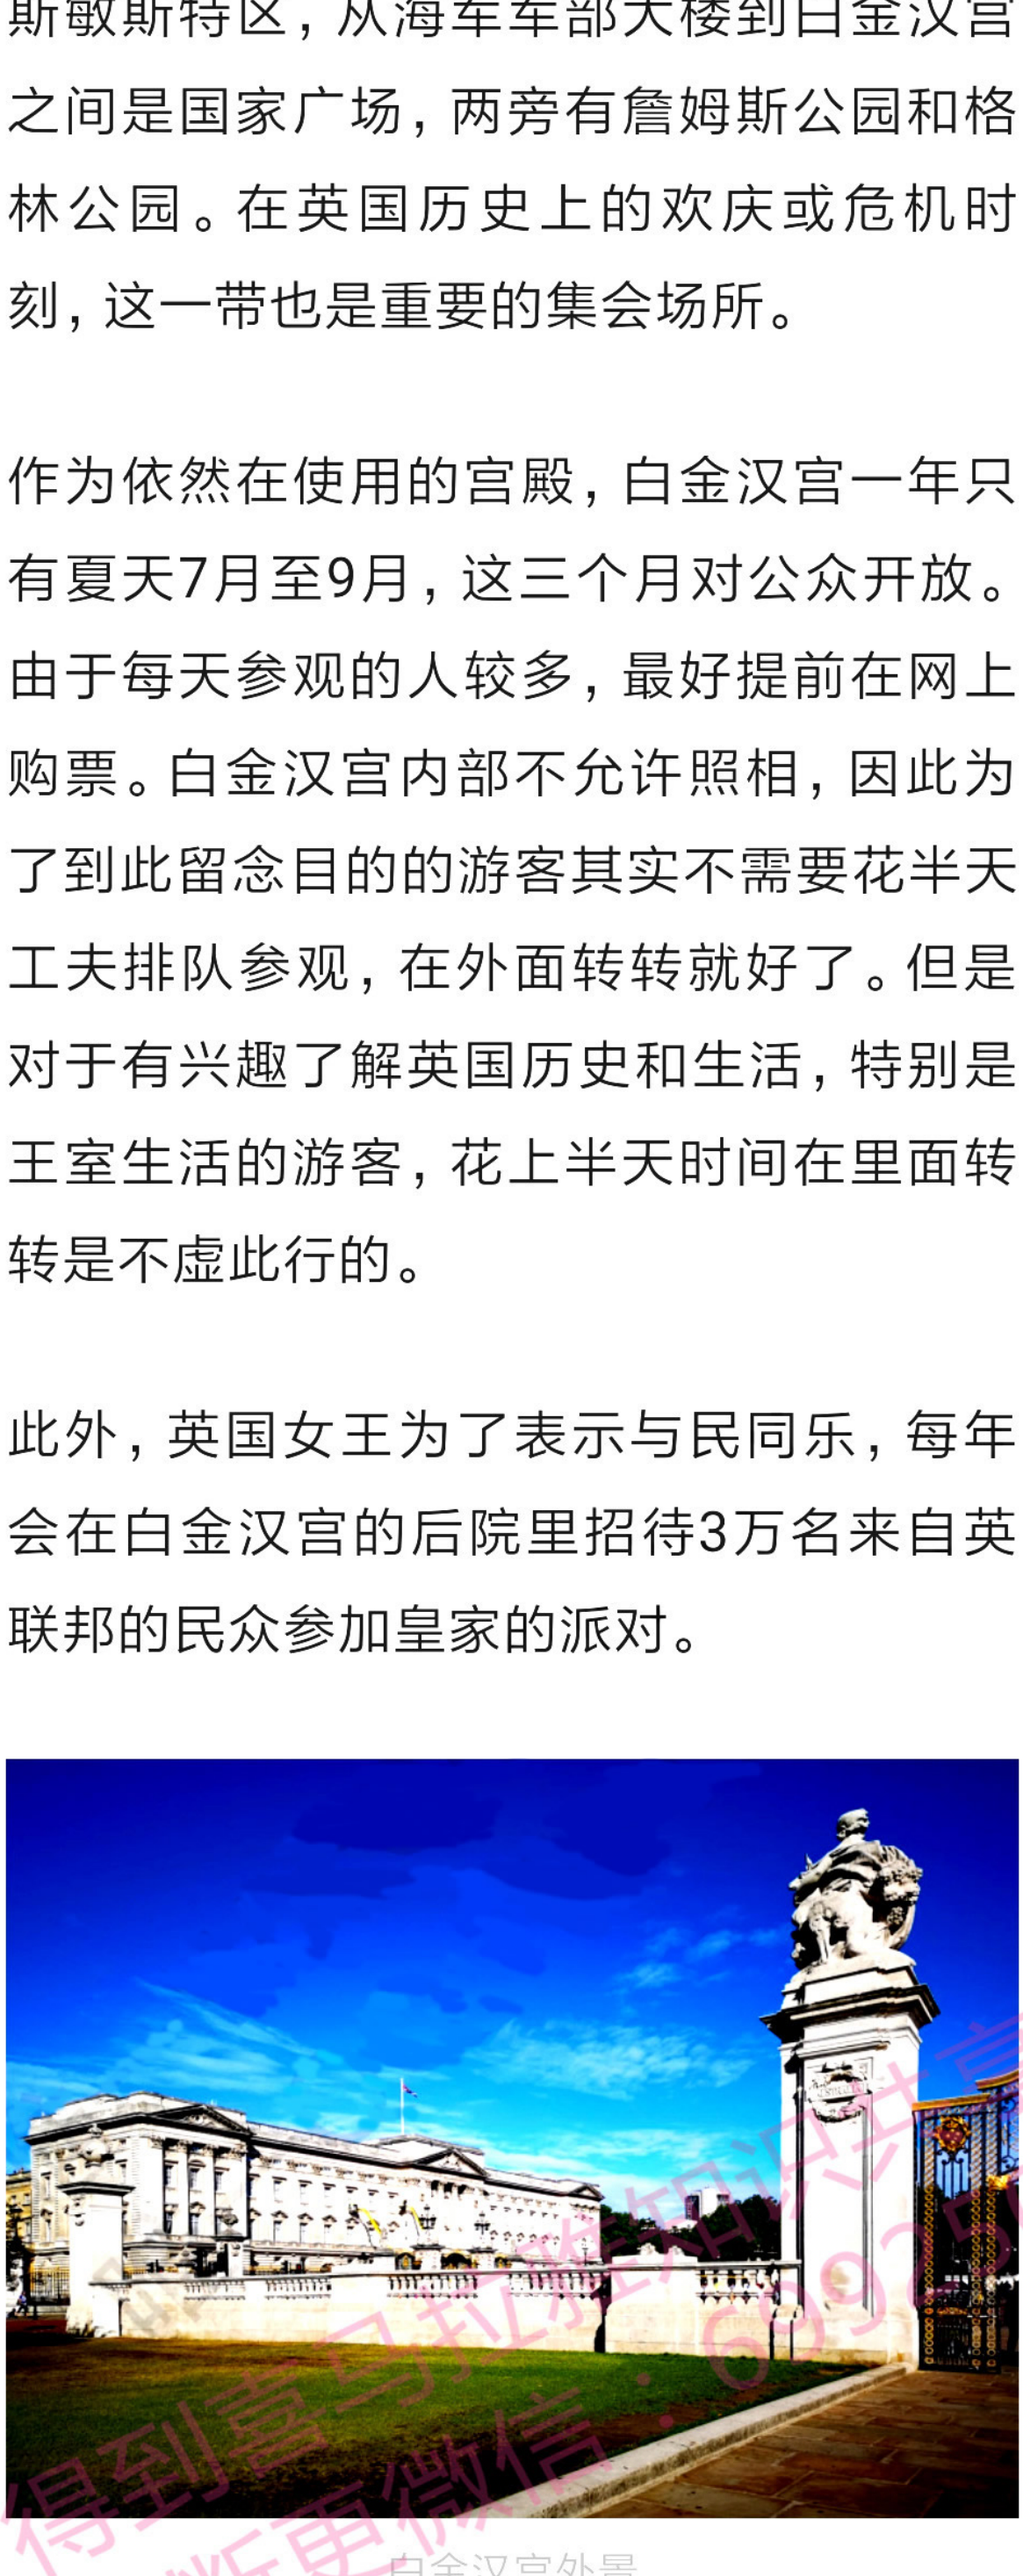 斯敏斯特区，从海军军部大楼到白金汉宫
之间是国家广场，两旁有詹姆斯公园和格
林公园。在英国历史上的欢庆或危机时
刻，这一带也是重要的集会场所。
作为依然在使用的宫殿，白金汉宫一年只
有夏天7月至9月，这三个月对公众开放。
由于每天参观的人较多，最好提前在网上
购票。白金汉宫内部不允许照相，因此为
了到此留念目的的游客其实不需要花半天
工夫排队参观，在外面转转就好了。但是
对于有兴趣了解英国历史和生活，特别是
王室生活的游客，花上半天时间在里面转
转是不虚此行的。
此外，英国女王为了表示与民同乐，每年
会在白金汉宫的后院里招待3万名来自英
联邦的民众参加皇家的派对。
得到喜马拉雅知识共享
断更微信：6992
白金汉宫外景